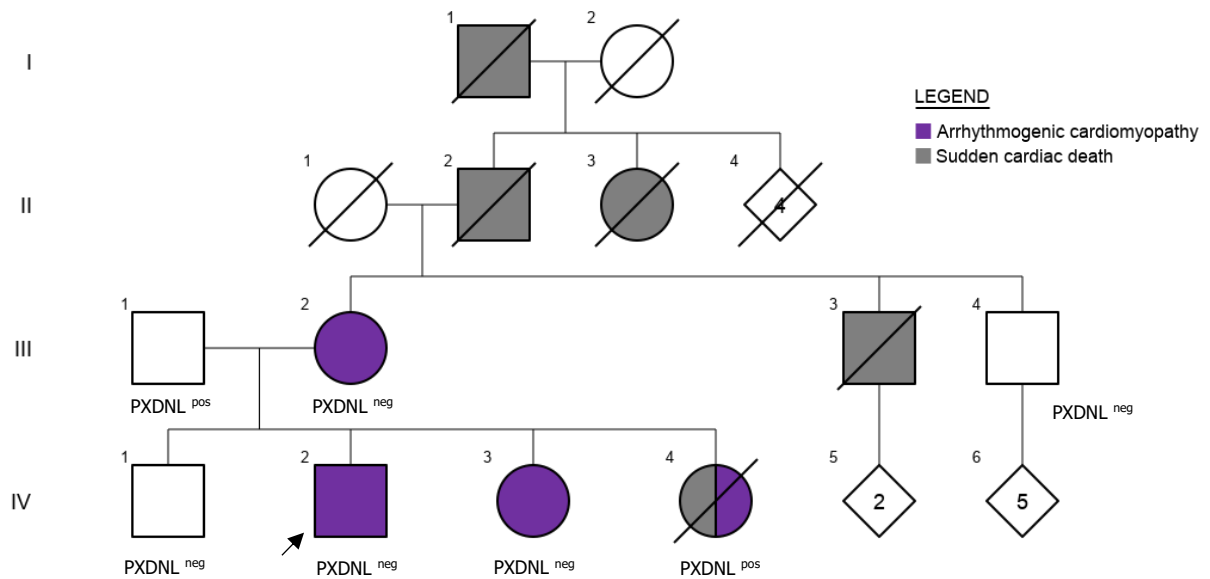 1
2
I
LEGEND
Arrhythmogenic cardiomyopathy
Sudden cardiac death
1
2
3
4
II
4
1
2
3
4
III
PXDNL pos
PXDNL neg
PXDNL neg
1
2
3
4
5
6
IV
2
5
PXDNL neg
PXDNL neg
PXDNL neg
PXDNL pos